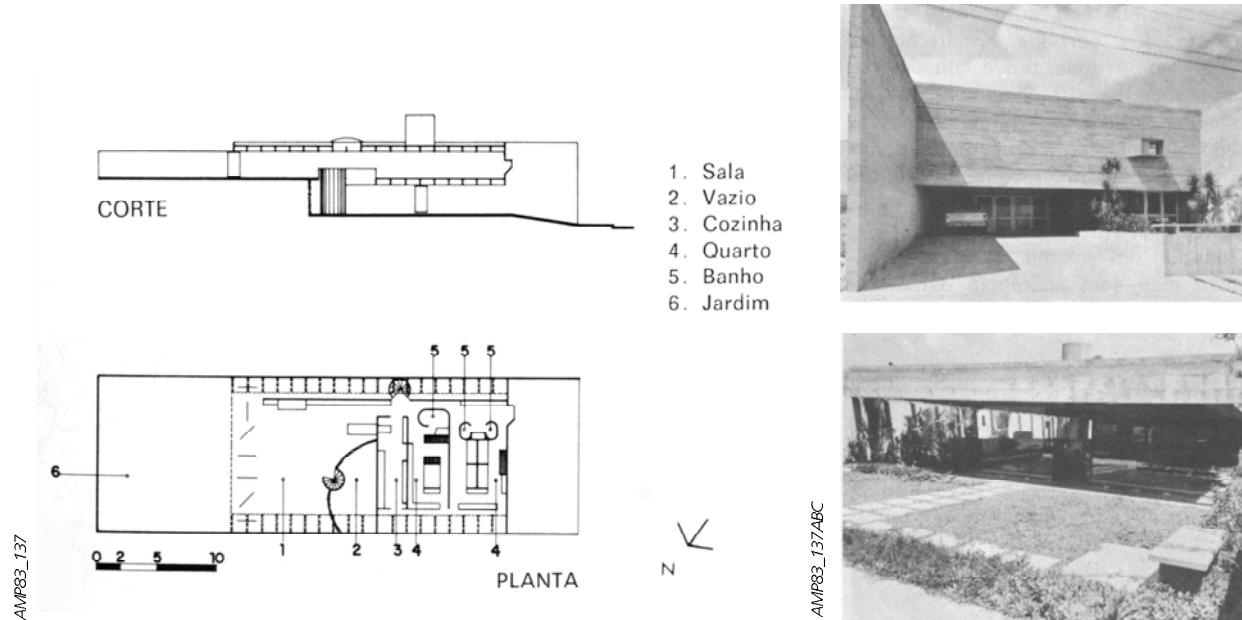 CORTE
1. Sala
2. Vazio
3. Cozinha
4. Quarto
5. Banho
6. Jardim
5 5 5
6
1 2 3 4 4
0 2 5 10
PLANTA
N
AMP83_137
AMP83_137ABC